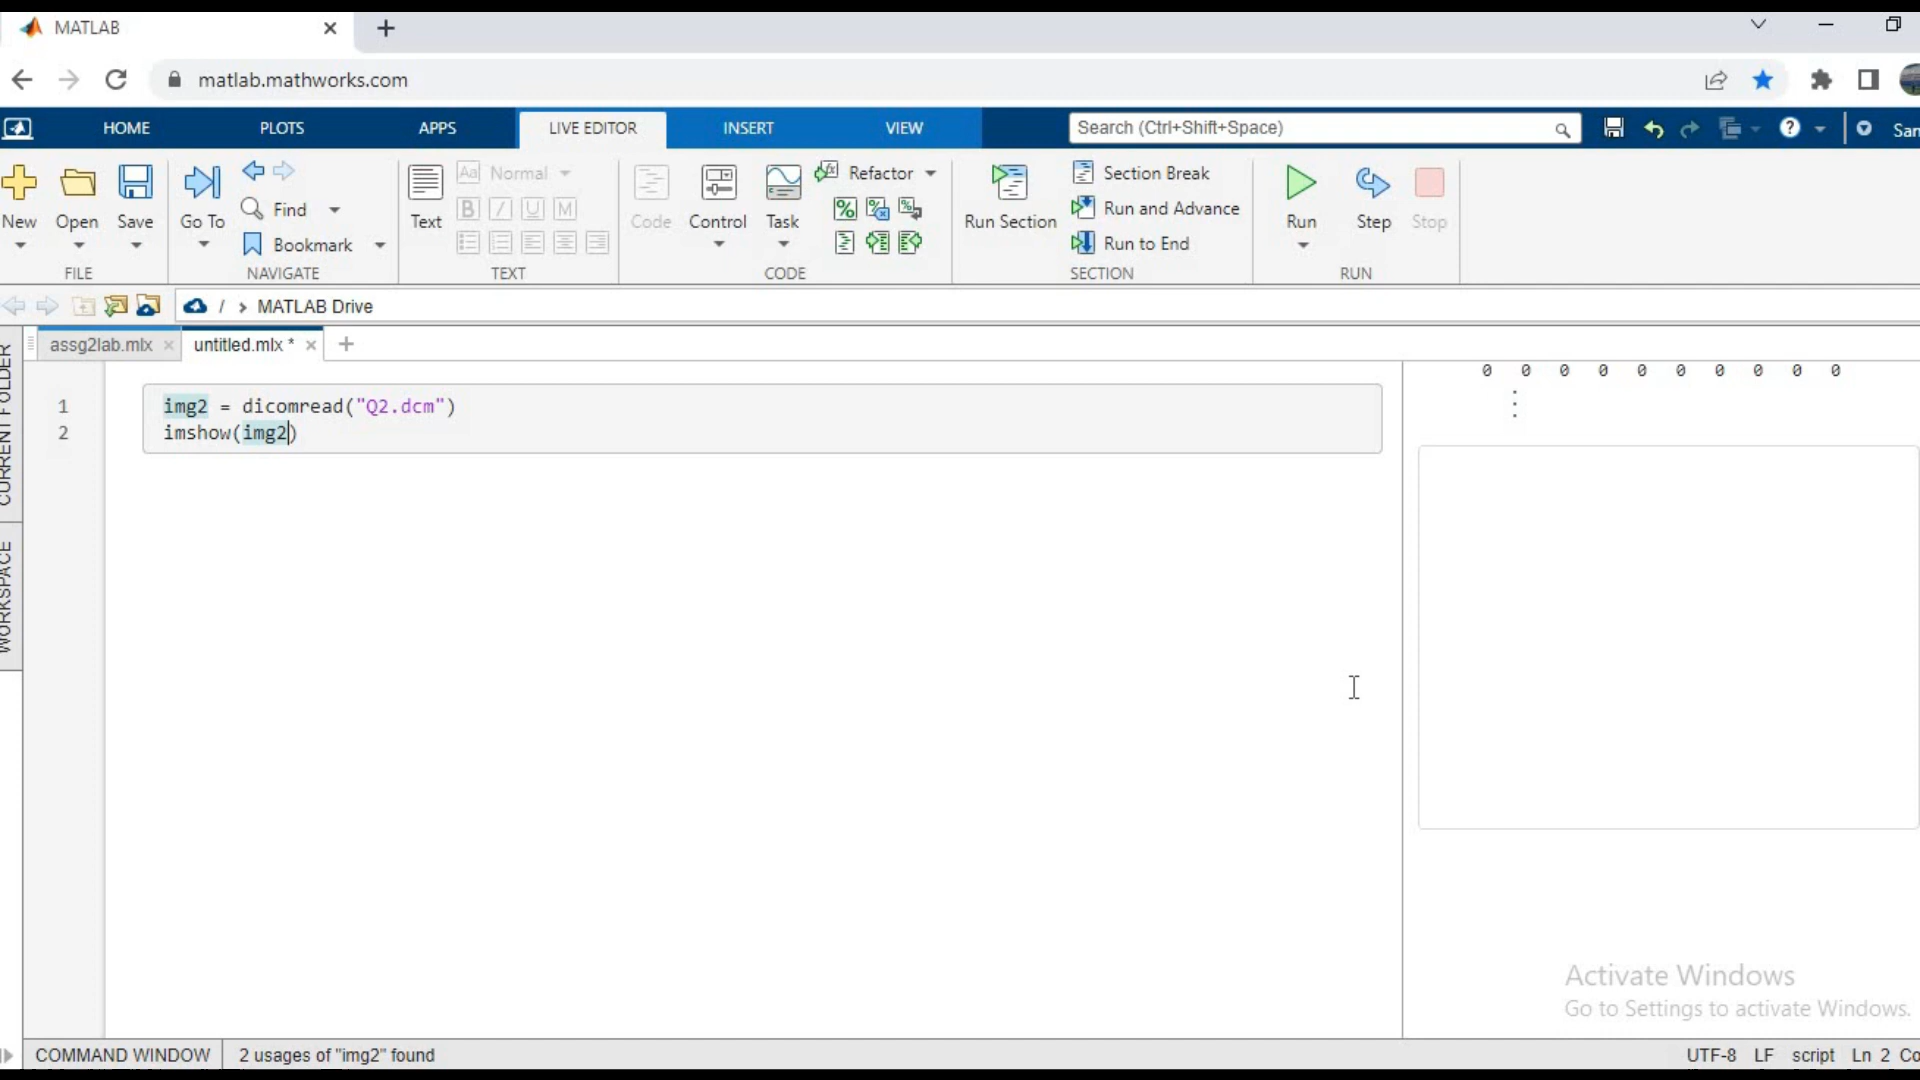 MATLAB
matlab.mathworks.com
HOME PLOTS APPS LIVE EDITOR INSERT VIEW Search (Ctrl+Shift+Space)
New Open Save
Go To Find Bookmark
Text Aa Normal
B I U M
Code Control Task Refactor
Run Section
Section Break
Run and Advance
Run to End
Run Step Stop
FILE NAVIGATE TEXT CODE SECTION RUN
/ > MATLAB Drive
assg2lab.mlx untitled.mlx *
CURRENT FOLDER
WORKSPACE
1 img2 = dicomread("Q2.dcm")
2 imshow(img2)
0 0 0 0 0 0 0 0 0 0
Activate Windows
Go to Settings to activate Windows.
COMMAND WINDOW 2 usages of "img2" found UTF-8 LF script Ln 2